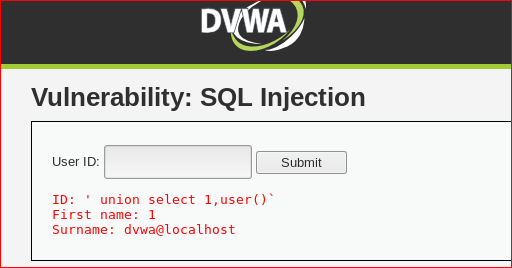 DVWA
Vulnerability: SQL Injection
User ID:
Submit
ID: ' union select 1,user()`
First name: 1
Surname: dvwa@localhost